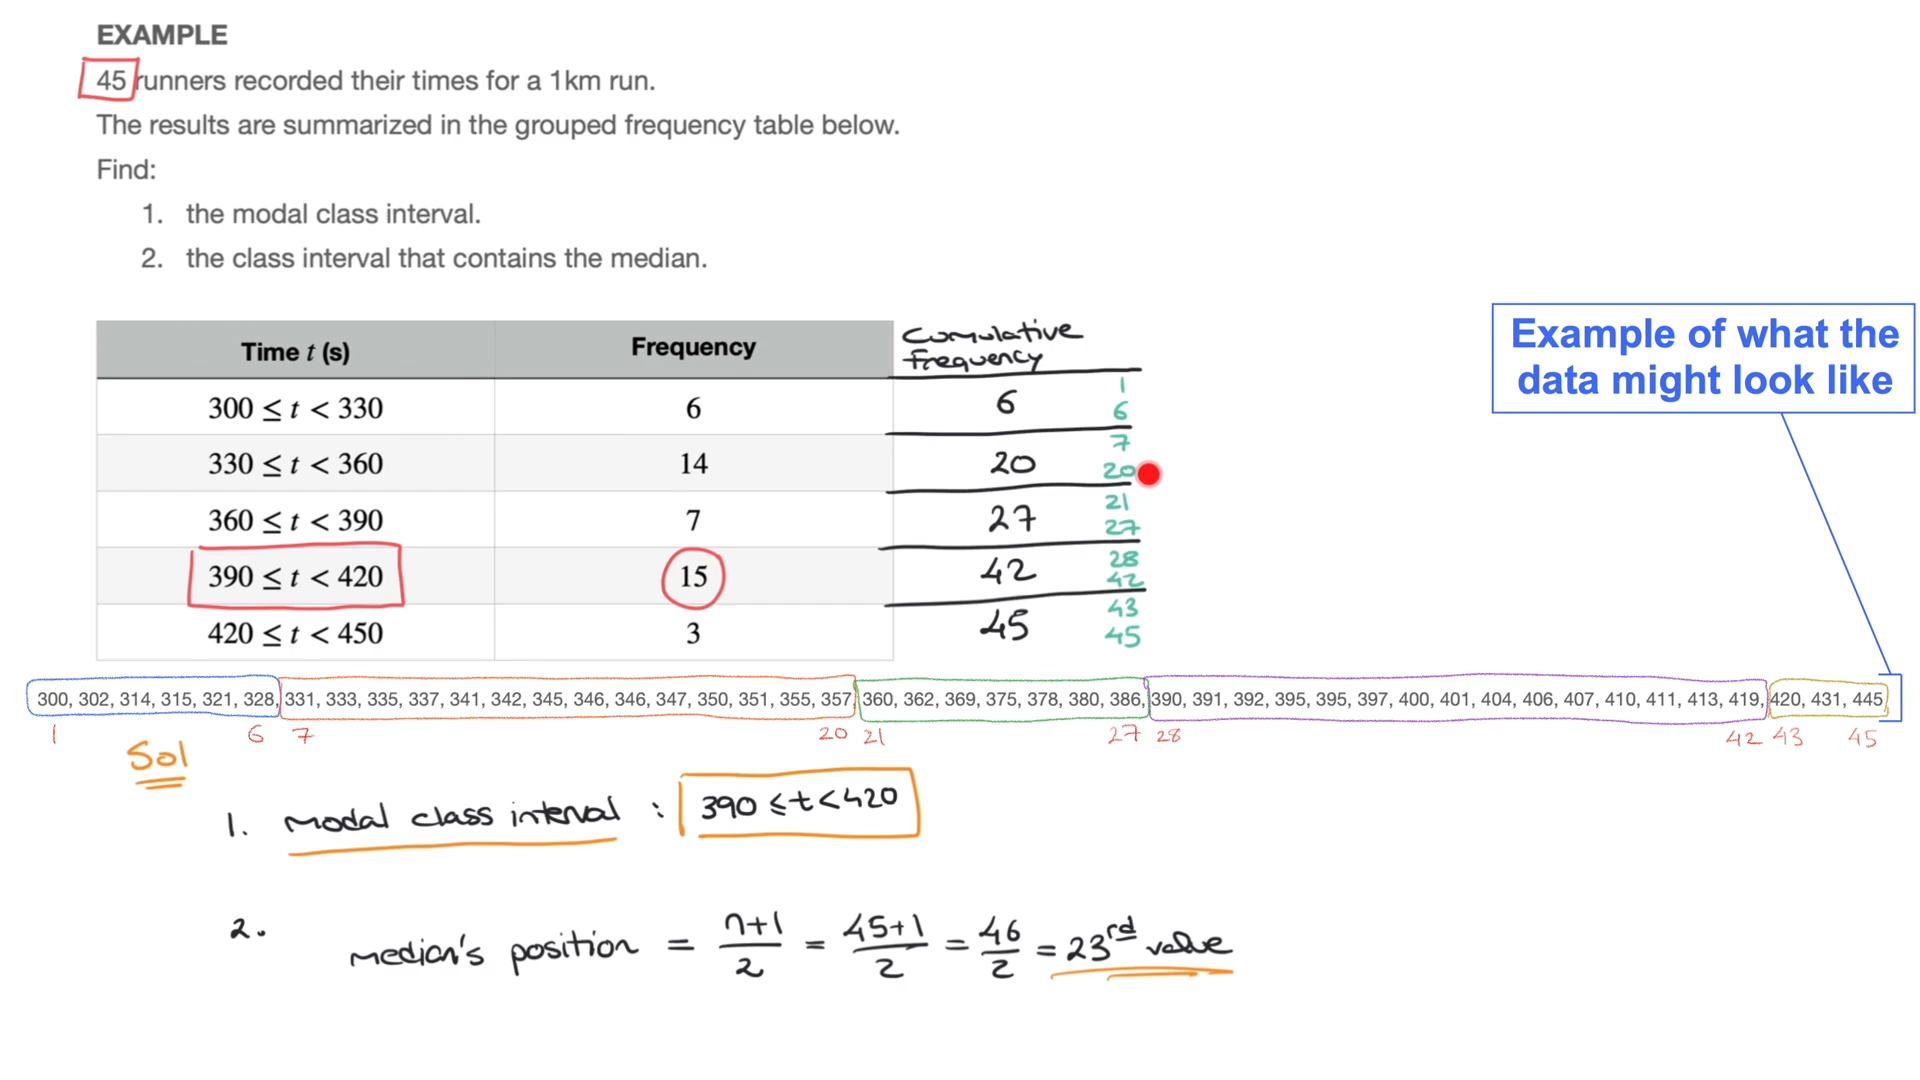 EXAMPLE
45 runners recorded their times for a 1km run.
The results are summarized in the grouped frequency table below.
Find:
1. the modal class interval.
2. the class interval that contains the median.
Example of what the
data might look like
Time t (s) Frequency Cumulative Frequency
300 ≤ t < 330 6 6 1 6
330 ≤ t < 360 14 20 7 20
360 ≤ t < 390 7 27 21 27
390 ≤ t < 420 15 42 28 42
420 ≤ t < 450 3 45 43 45
300, 302, 314, 315, 321, 328, 331, 333, 335, 337, 341, 342, 345, 346, 346, 347, 350, 351, 355, 357, 360, 362, 369, 375, 378, 380, 386, 390, 391, 392, 395, 395, 397, 400, 401, 404, 406, 407, 410, 411, 413, 419, 420, 431, 445
1 6 7 20 21 27 28 42 43 45
Sol
1. Modal class interval : 390 ≤ t < 420
2. median's position = n+1/2 = 45+1/2 = 46/2 = 23rd value